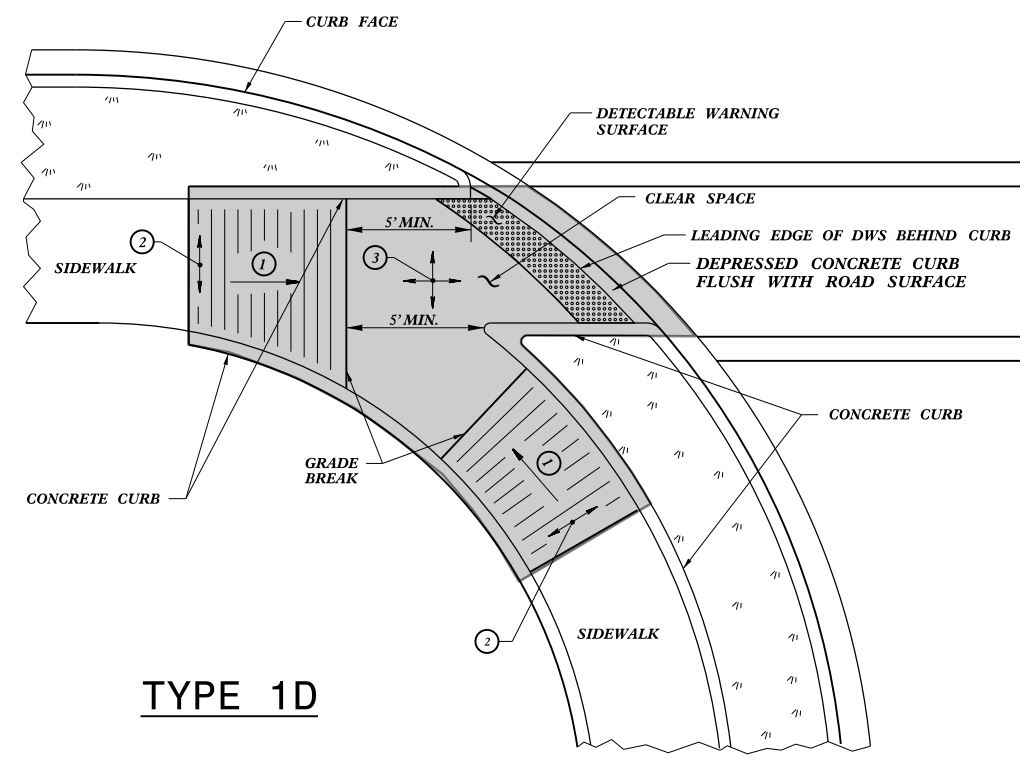 CURB FACE
DETECTABLE WARNING
SURFACE
CLEAR SPACE
5' MIN.
LEADING EDGE OF DWS BEHIND CURB
2
1
3
DEPRESSED CONCRETE CURB
FLUSH WITH ROAD SURFACE
SIDEWALK
5' MIN.
CONCRETE CURB
GRADE
BREAK
1
CONCRETE CURB
2
SIDEWALK
TYPE 1D